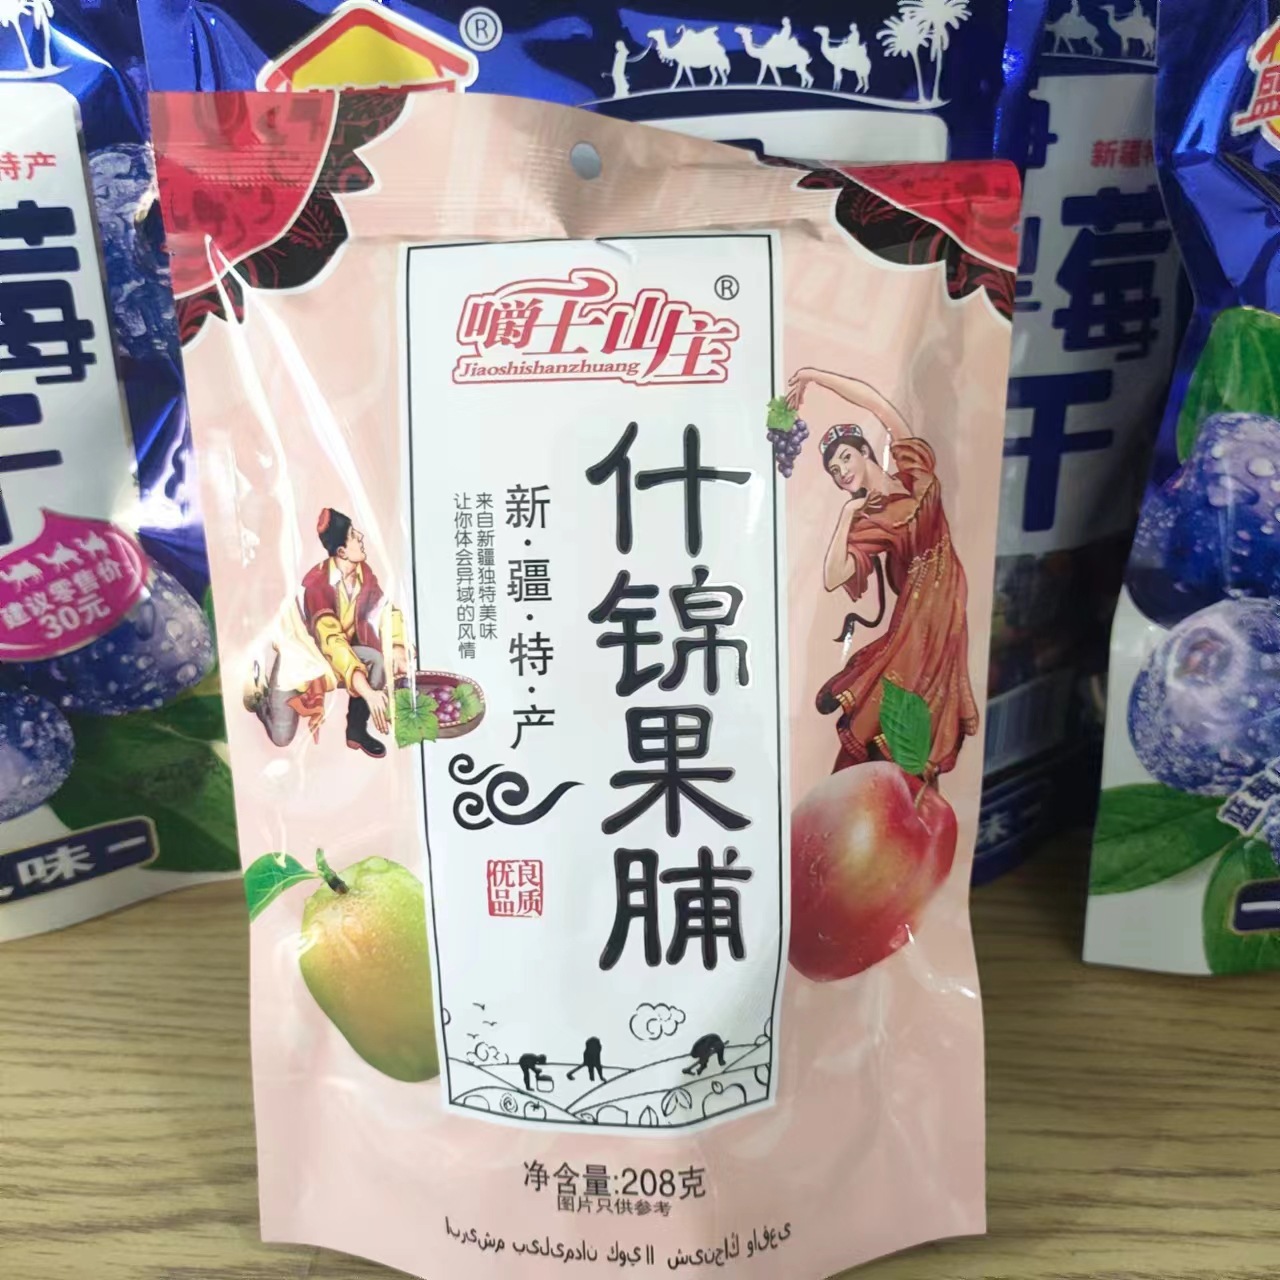 嚼士山庄
®
Jiaoshishanzhuang
什锦果脯
新·疆·特·产
来自新疆独特美味
让你体会异域的风情
优良
品质
净含量:208克
图片只供参考
®
特产
莓
干
建议零售价
30元
味
新疆特
莓
干
味